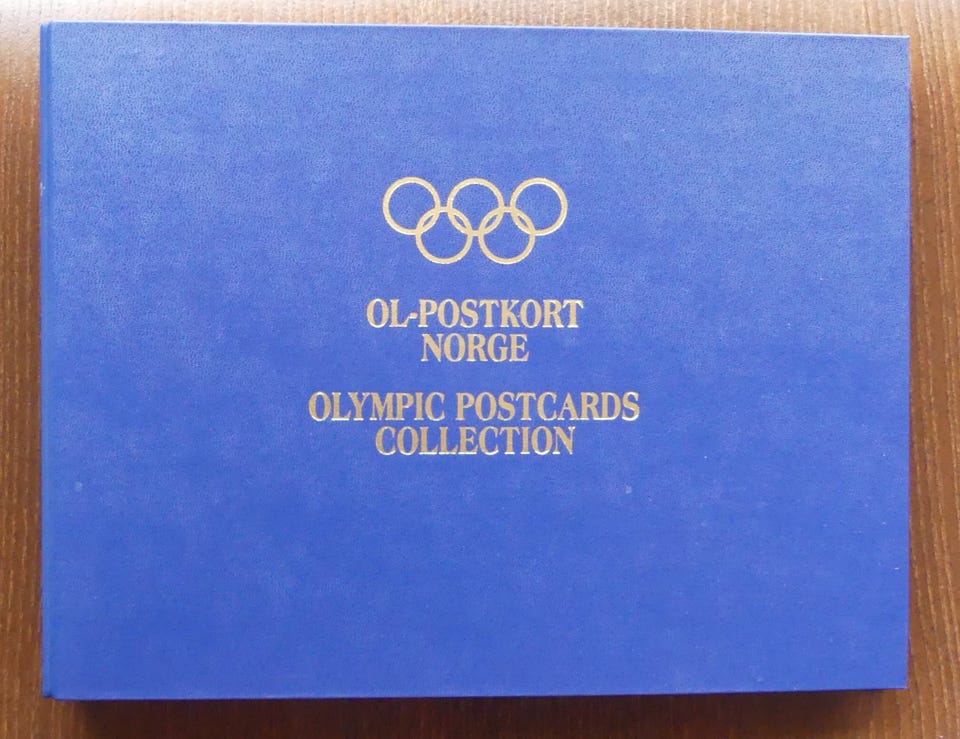 OL-POSTKORT
NORGE
OLYMPIC POSTCARDS
COLLECTION